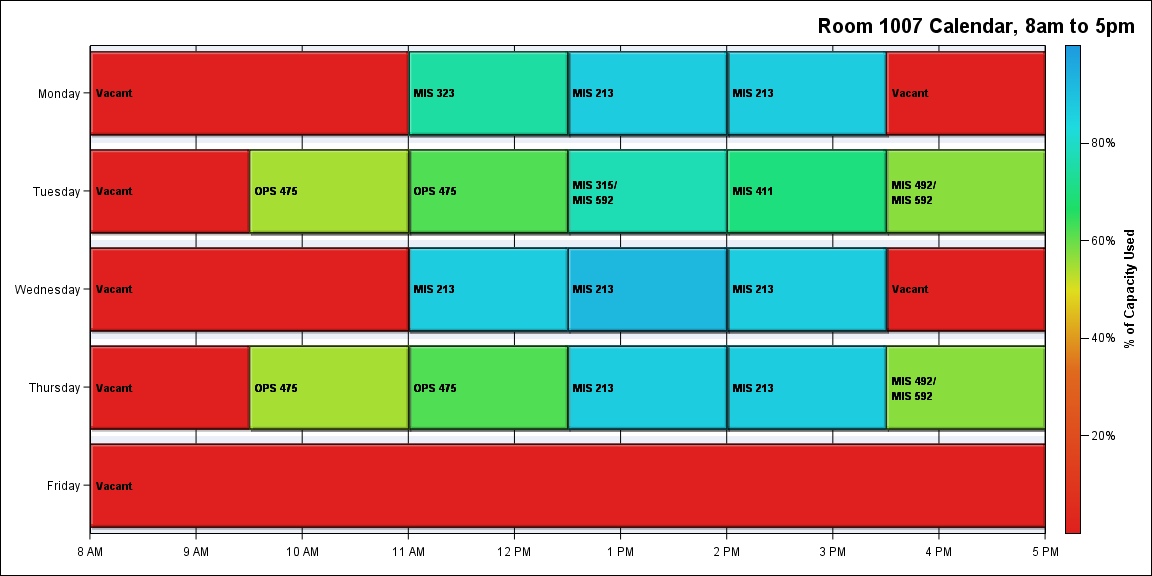 Room 1007 Calendar, 8am to 5pm
Monday
Vacant
MIS 323
MIS 213
MIS 213
Vacant
Tuesday
Vacant
OPS 475
OPS 475
MIS 315/
MIS 592
MIS 411
MIS 492/
MIS 592
Wednesday
Vacant
MIS 213
MIS 213
MIS 213
Vacant
Thursday
Vacant
OPS 475
OPS 475
MIS 213
MIS 213
MIS 492/
MIS 592
Friday
Vacant
8 AM
9 AM
10 AM
11 AM
12 PM
1 PM
2 PM
3 PM
4 PM
5 PM
80%
60%
40%
20%
% of Capacity Used